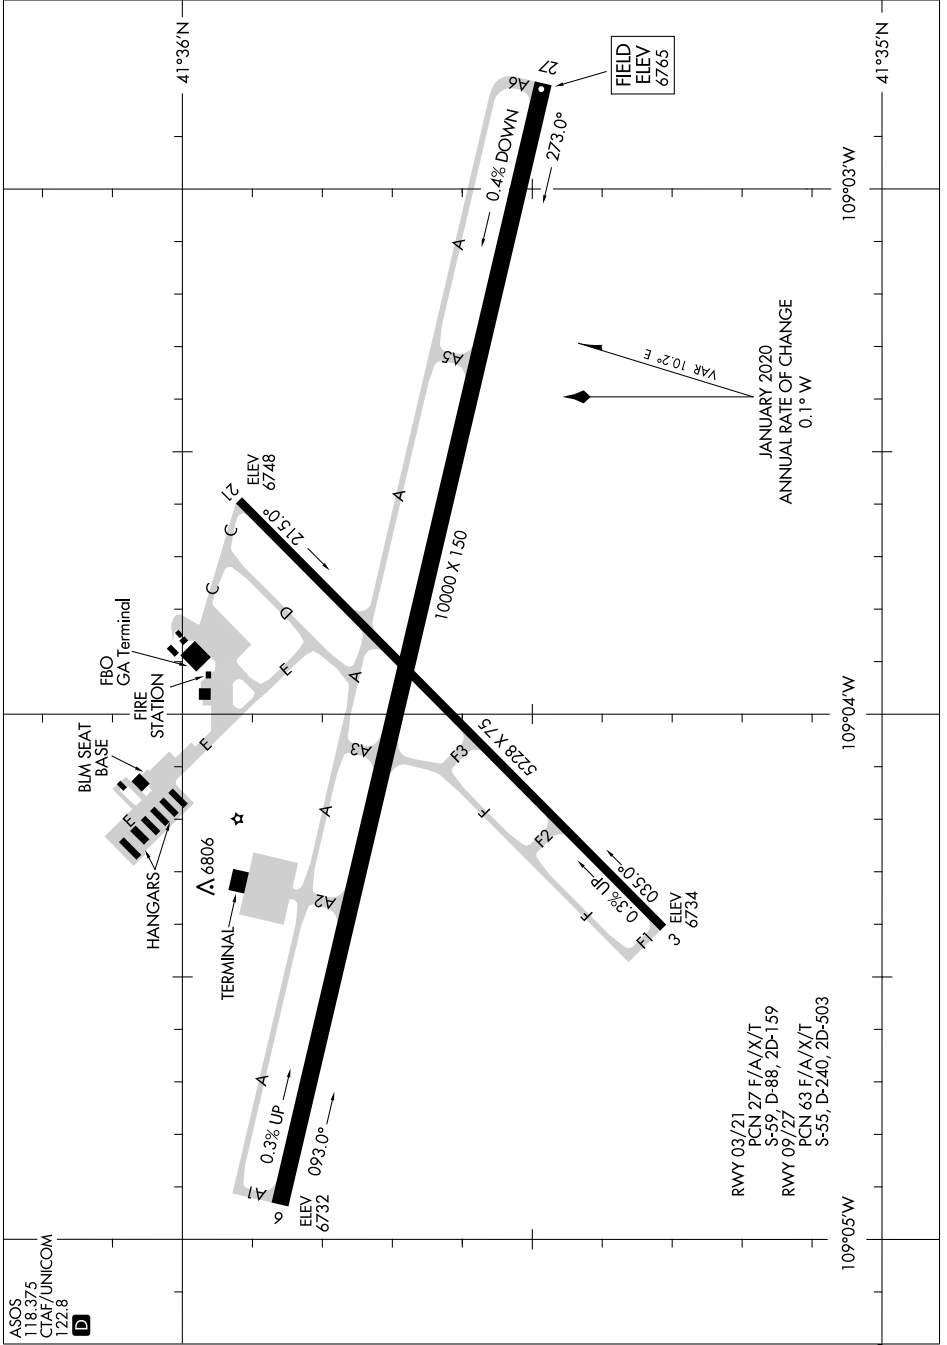 ASOS
118.375
CTAF/UNICOM
122.8
D
41°36'N
41°35'N
109°03'W
109°04'W
109°05'W
FIELD
ELEV
6765
27
A6
273.0°
0.4% DOWN
A
A5
A
VAR 10.2° E
JANUARY 2020
ANNUAL RATE OF CHANGE
0.1° W
ELEV
6748
21
215.0°
C
C
D
E
A
10000 X 150
FBO
GA Terminal
FIRE
STATION
BLM SEAT
BASE
E
E
HANGARS
A3
A
6806
TERMINAL
A2
F3
5228 X 75
F
F2
0.3% UP
035.0°
F
F1
3
ELEV
6734
A
0.3% UP
093.0°
A1
9
ELEV
6732
RWY 03/21
PCN 27 F/A/X/T
S-59, D-88, 2D-159
RWY 09/27
PCN 63 F/A/X/T
S-55, D-240, 2D-503